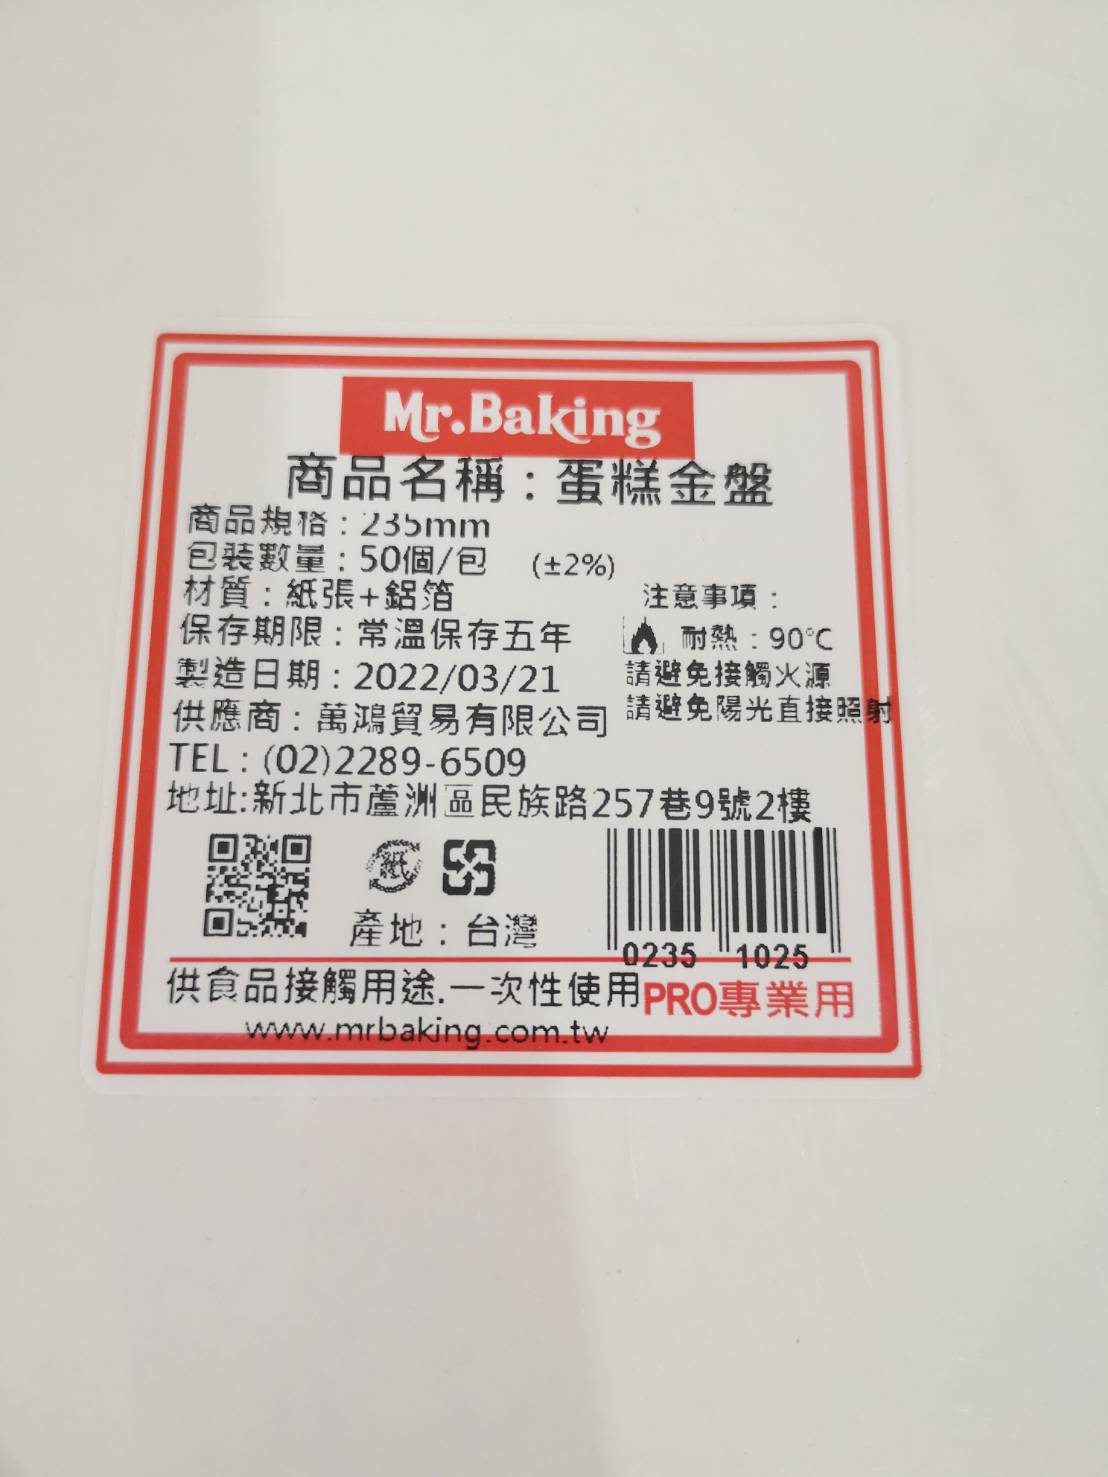 Mr.Baking
商品名稱：蛋糕金盤
商品規格：235mm
包裝數量：50個/包 (±2%)
材質：紙張+鋁箔
保存期限：常溫保存五年
製造日期：2022/03/21
供應商：萬鴻貿易有限公司
注意事項：
耐熱：90°C
請避免接觸火源
請避免陽光直接照射
TEL：(02)2289-6509
地址:新北市蘆洲區民族路257巷9號2樓
紙
產地：台灣
0235 1025
供食品接觸用途.一次性使用
PRO專業用
www.mrbaking.com.tw